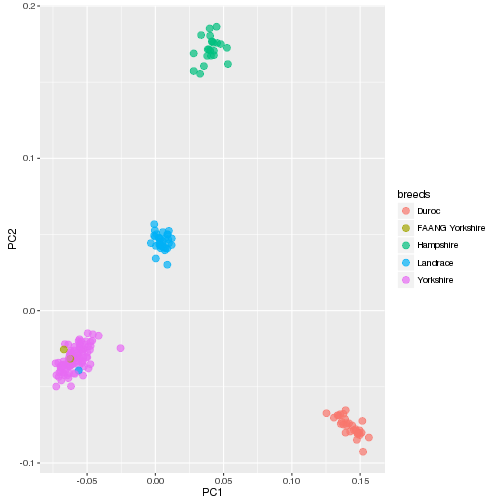 0.2
0.1
0.0
-0.1
PC2
-0.05
0.00
0.05
0.10
0.15
PC1
breeds
Duroc
FAANG Yorkshire
Hampshire
Landrace
Yorkshire